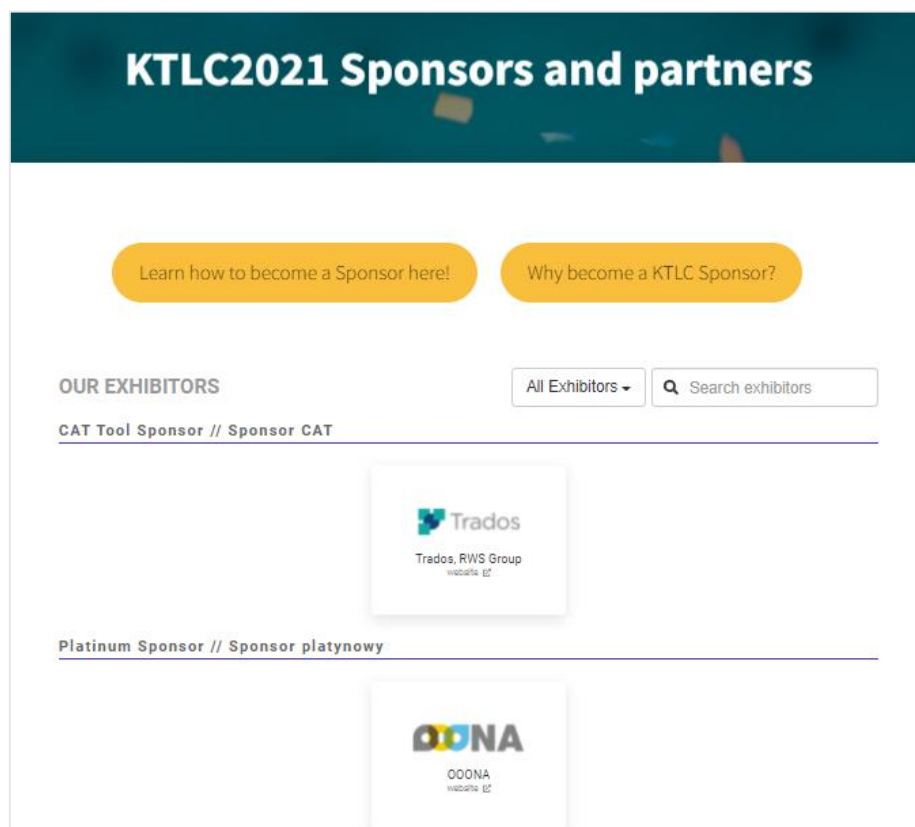 KTLC2021 Sponsors and partners
Learn how to become a Sponsor here!
Why become a KTLC Sponsor?
OUR EXHIBITORS
All Exhibitors
Search exhibitors
CAT Tool Sponsor // Sponsor CAT
Trados
Trados, RWS Group
website
Platinum Sponsor // Sponsor platynowy
OOONA
OOONA
website